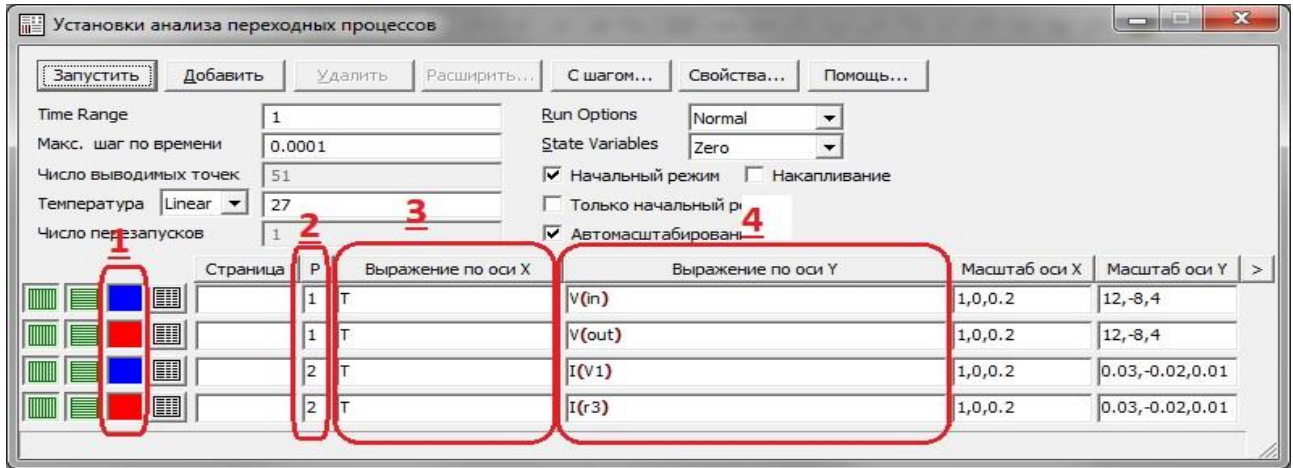 Установки анализа переходных процессов
Запустить Добавить Удалить Расширить... С шагом... Свойства... Помощь...
Time Range 1 Run Options Normal
Макс. шаг по времени 0.0001 State Variables Zero
Число выводимых точек 51 Начальный режим Накапливание
Температура Linear 27 Только начальный
Число перезапусков 1 Автомасштабирован
1 2 3 4
Страница P Выражение по оси X Выражение по оси Y Масштаб оси X Масштаб оси Y >
1 T V(in) 1,0,0.2 12,-8,4
1 T V(out) 1,0,0.2 12,-8,4
2 T I(V1) 1,0,0.2 0.03,-0.02,0.01
2 T I(r3) 1,0,0.2 0.03,-0.02,0.01